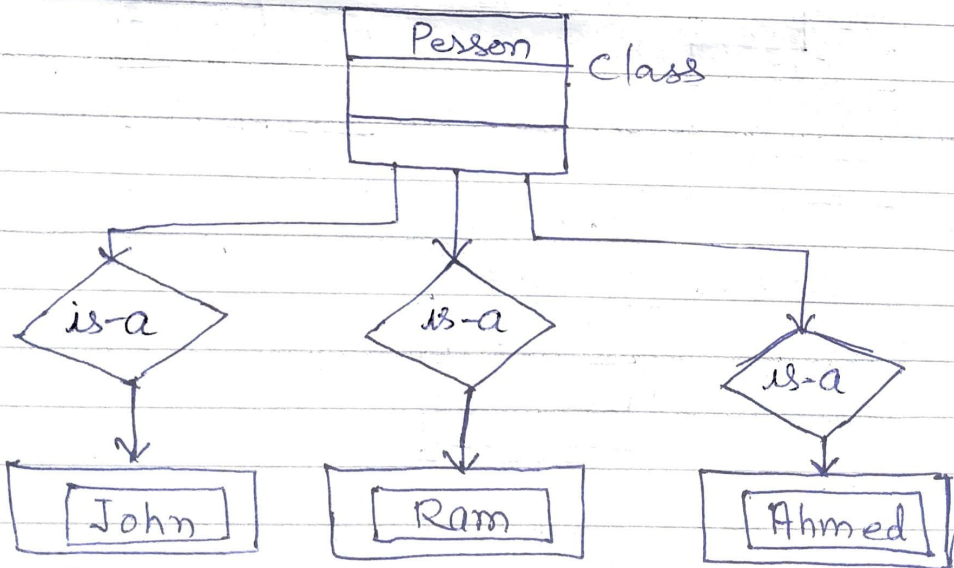 Person
Class
is-a
is-a
is-a
John
Ram
Ahmed